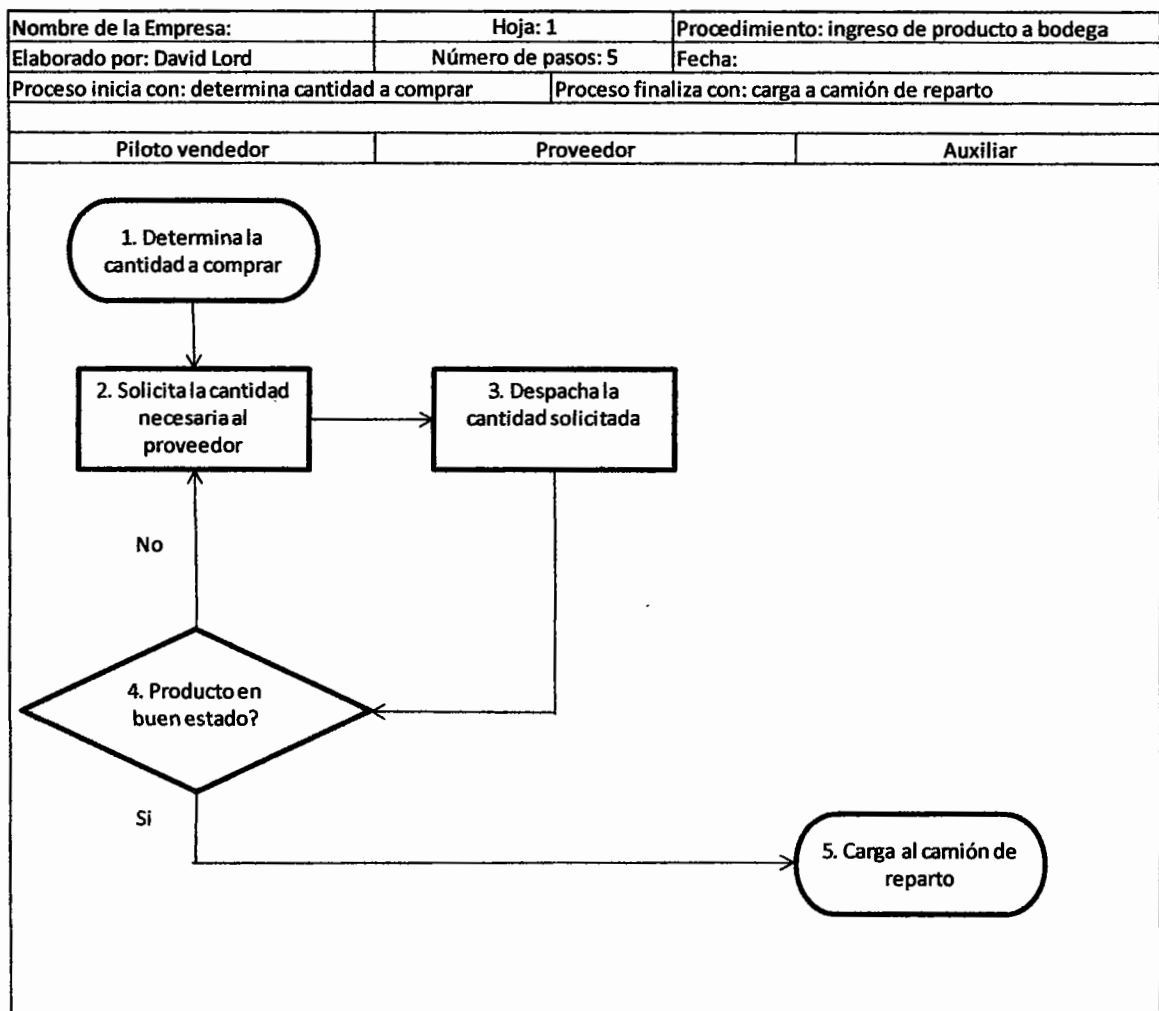 Nombre de la Empresa: Hoja: 1 Procedimiento: ingreso de producto a bodega
Elaborado por: David Lord Número de pasos: 5 Fecha:
Proceso inicia con: determina cantidad a comprar Proceso finaliza con: carga a camión de reparto
Piloto vendedor Proveedor Auxiliar
1. Determina la
cantidad a comprar
2. Solicita la cantidad
necesaria al
proveedor
3. Despacha la
cantidad solicitada
No
4. Producto en
buen estado?
Si
5. Carga al camión de
reparto